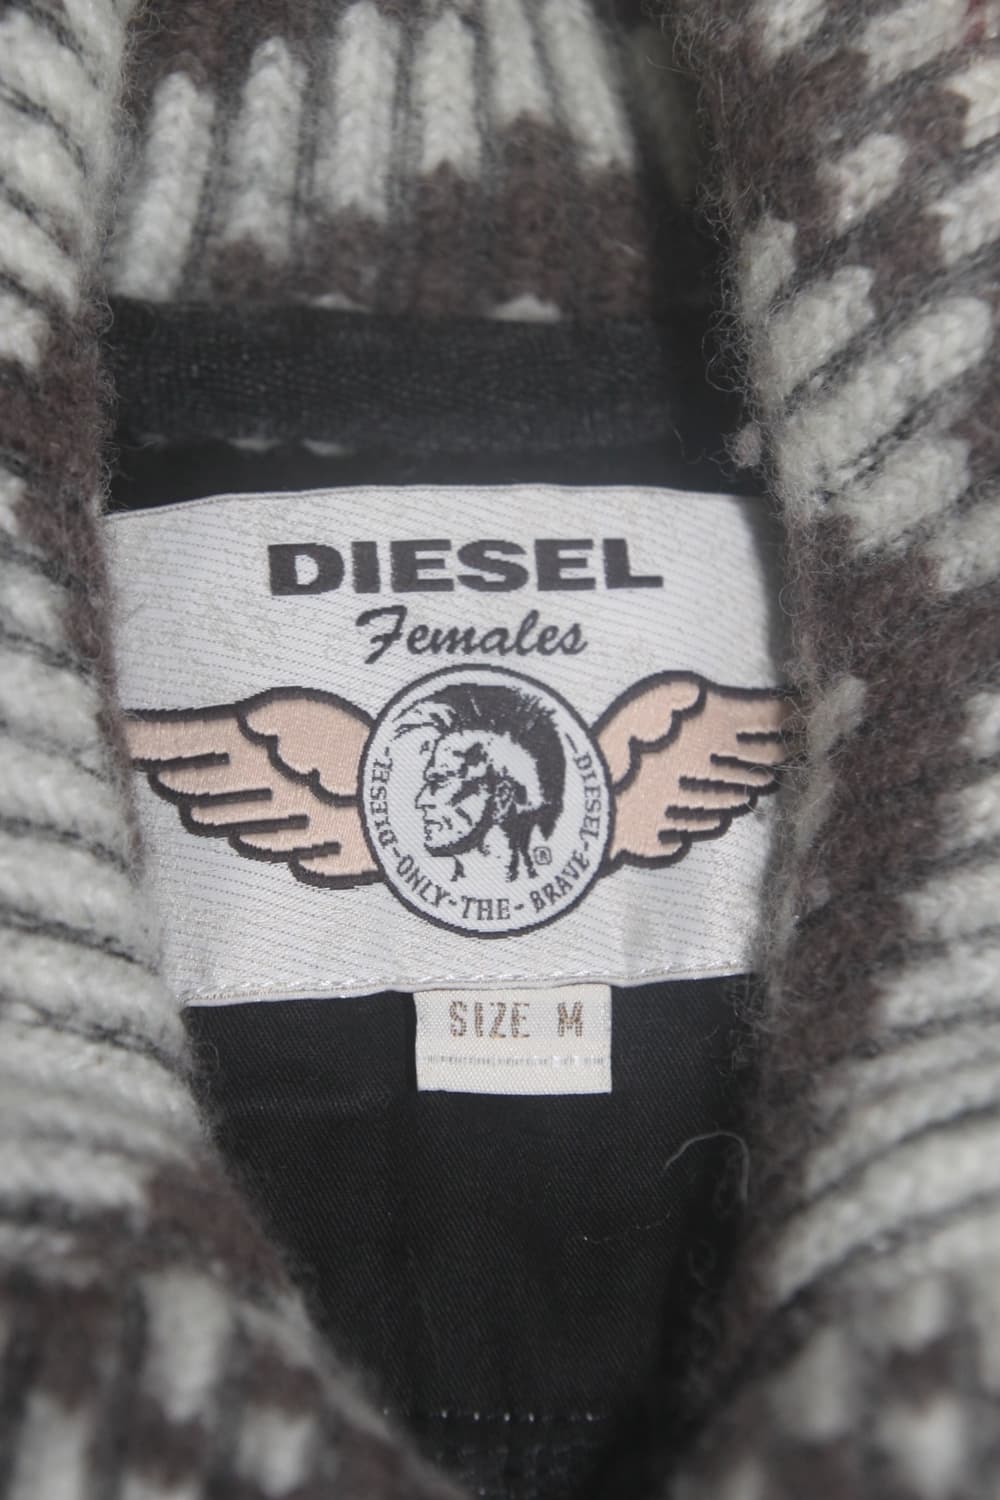 DIESEL
Females
DIESEL-ONLY-THE-BRAVE-DIESEL-
®
SIZE M